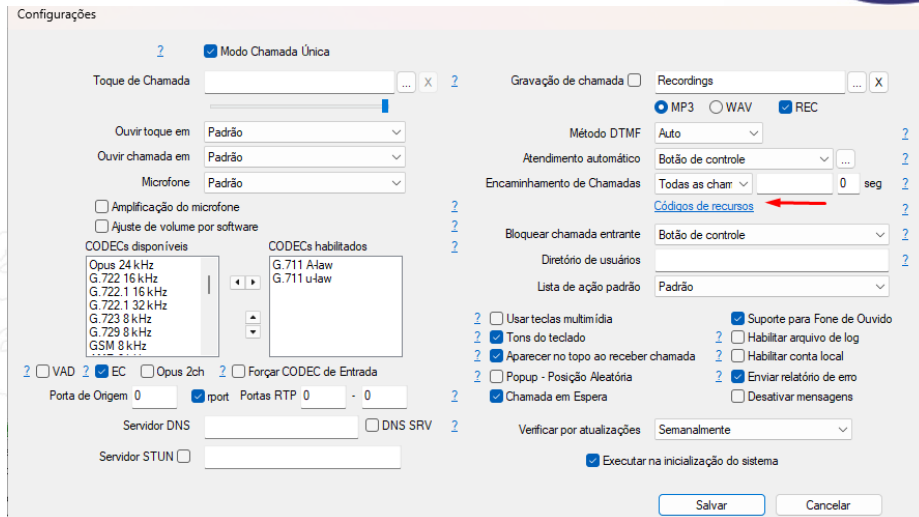 Configurações
? Modo Chamada Única
Toque de Chamada ... X ?
Ouvir toque em Padrão
Ouvir chamada em Padrão
Microfone Padrão
Amplificação do microfone ?
Ajuste de volume por software ?
CODECs disponíveis CODECs habilitados ?
Opus 24 kHz G.711 A-law
G.722 16 kHz G.711 u-law
G.722.1 16 kHz
G.722.1 32 kHz
G.723 8 kHz
G.729 8 kHz
GSM 8 kHz
? VAD ? EC Opus 2ch ? Forçar CODEC de Entrada
Porta de Origem 0 rport Portas RTP 0 - 0 ?
Servidor DNS DNS SRV ?
Servidor STUN
Gravação de chamada Recordings ... X
MP3 WAV REC
Método DTMF Auto ?
Atendimento automático Botão de controle ... ?
Encaminhamento de Chamadas Todas as cham 0 seg ?
Códigos de recursos ?
Bloquear chamada entrante Botão de controle ?
Diretório de usuários ?
Lista de ação padrão Padrão
? Usar teclas multimídia Suporte para Fone de Ouvido
? Tons do teclado ? Habilitar arquivo de log
? Aparecer no topo ao receber chamada ? Habilitar conta local
? Popup - Posição Aleatória ? Enviar relatório de erro
Chamada em Espera Desativar mensagens
Verificar por atualizações Semanalmente
Executar na inicialização do sistema
Salvar Cancelar